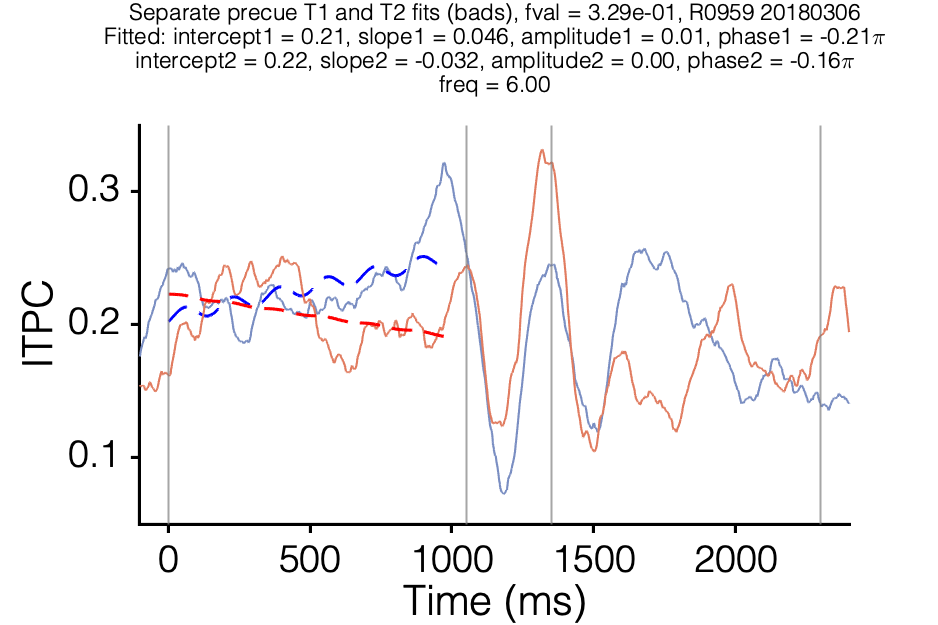 Separate precue T1 and T2 fits (bads), fval = 3.29e-01, R0959 20180306
Fitted: intercept1 = 0.21, slope1 = 0.046, amplitude1 = 0.01, phase1 = -0.21π
intercept2 = 0.22, slope2 = -0.032, amplitude2 = 0.00, phase2 = -0.16π
freq = 6.00
0.3
0.2
0.1
ITPC
0 500 1000 1500 2000
Time (ms)